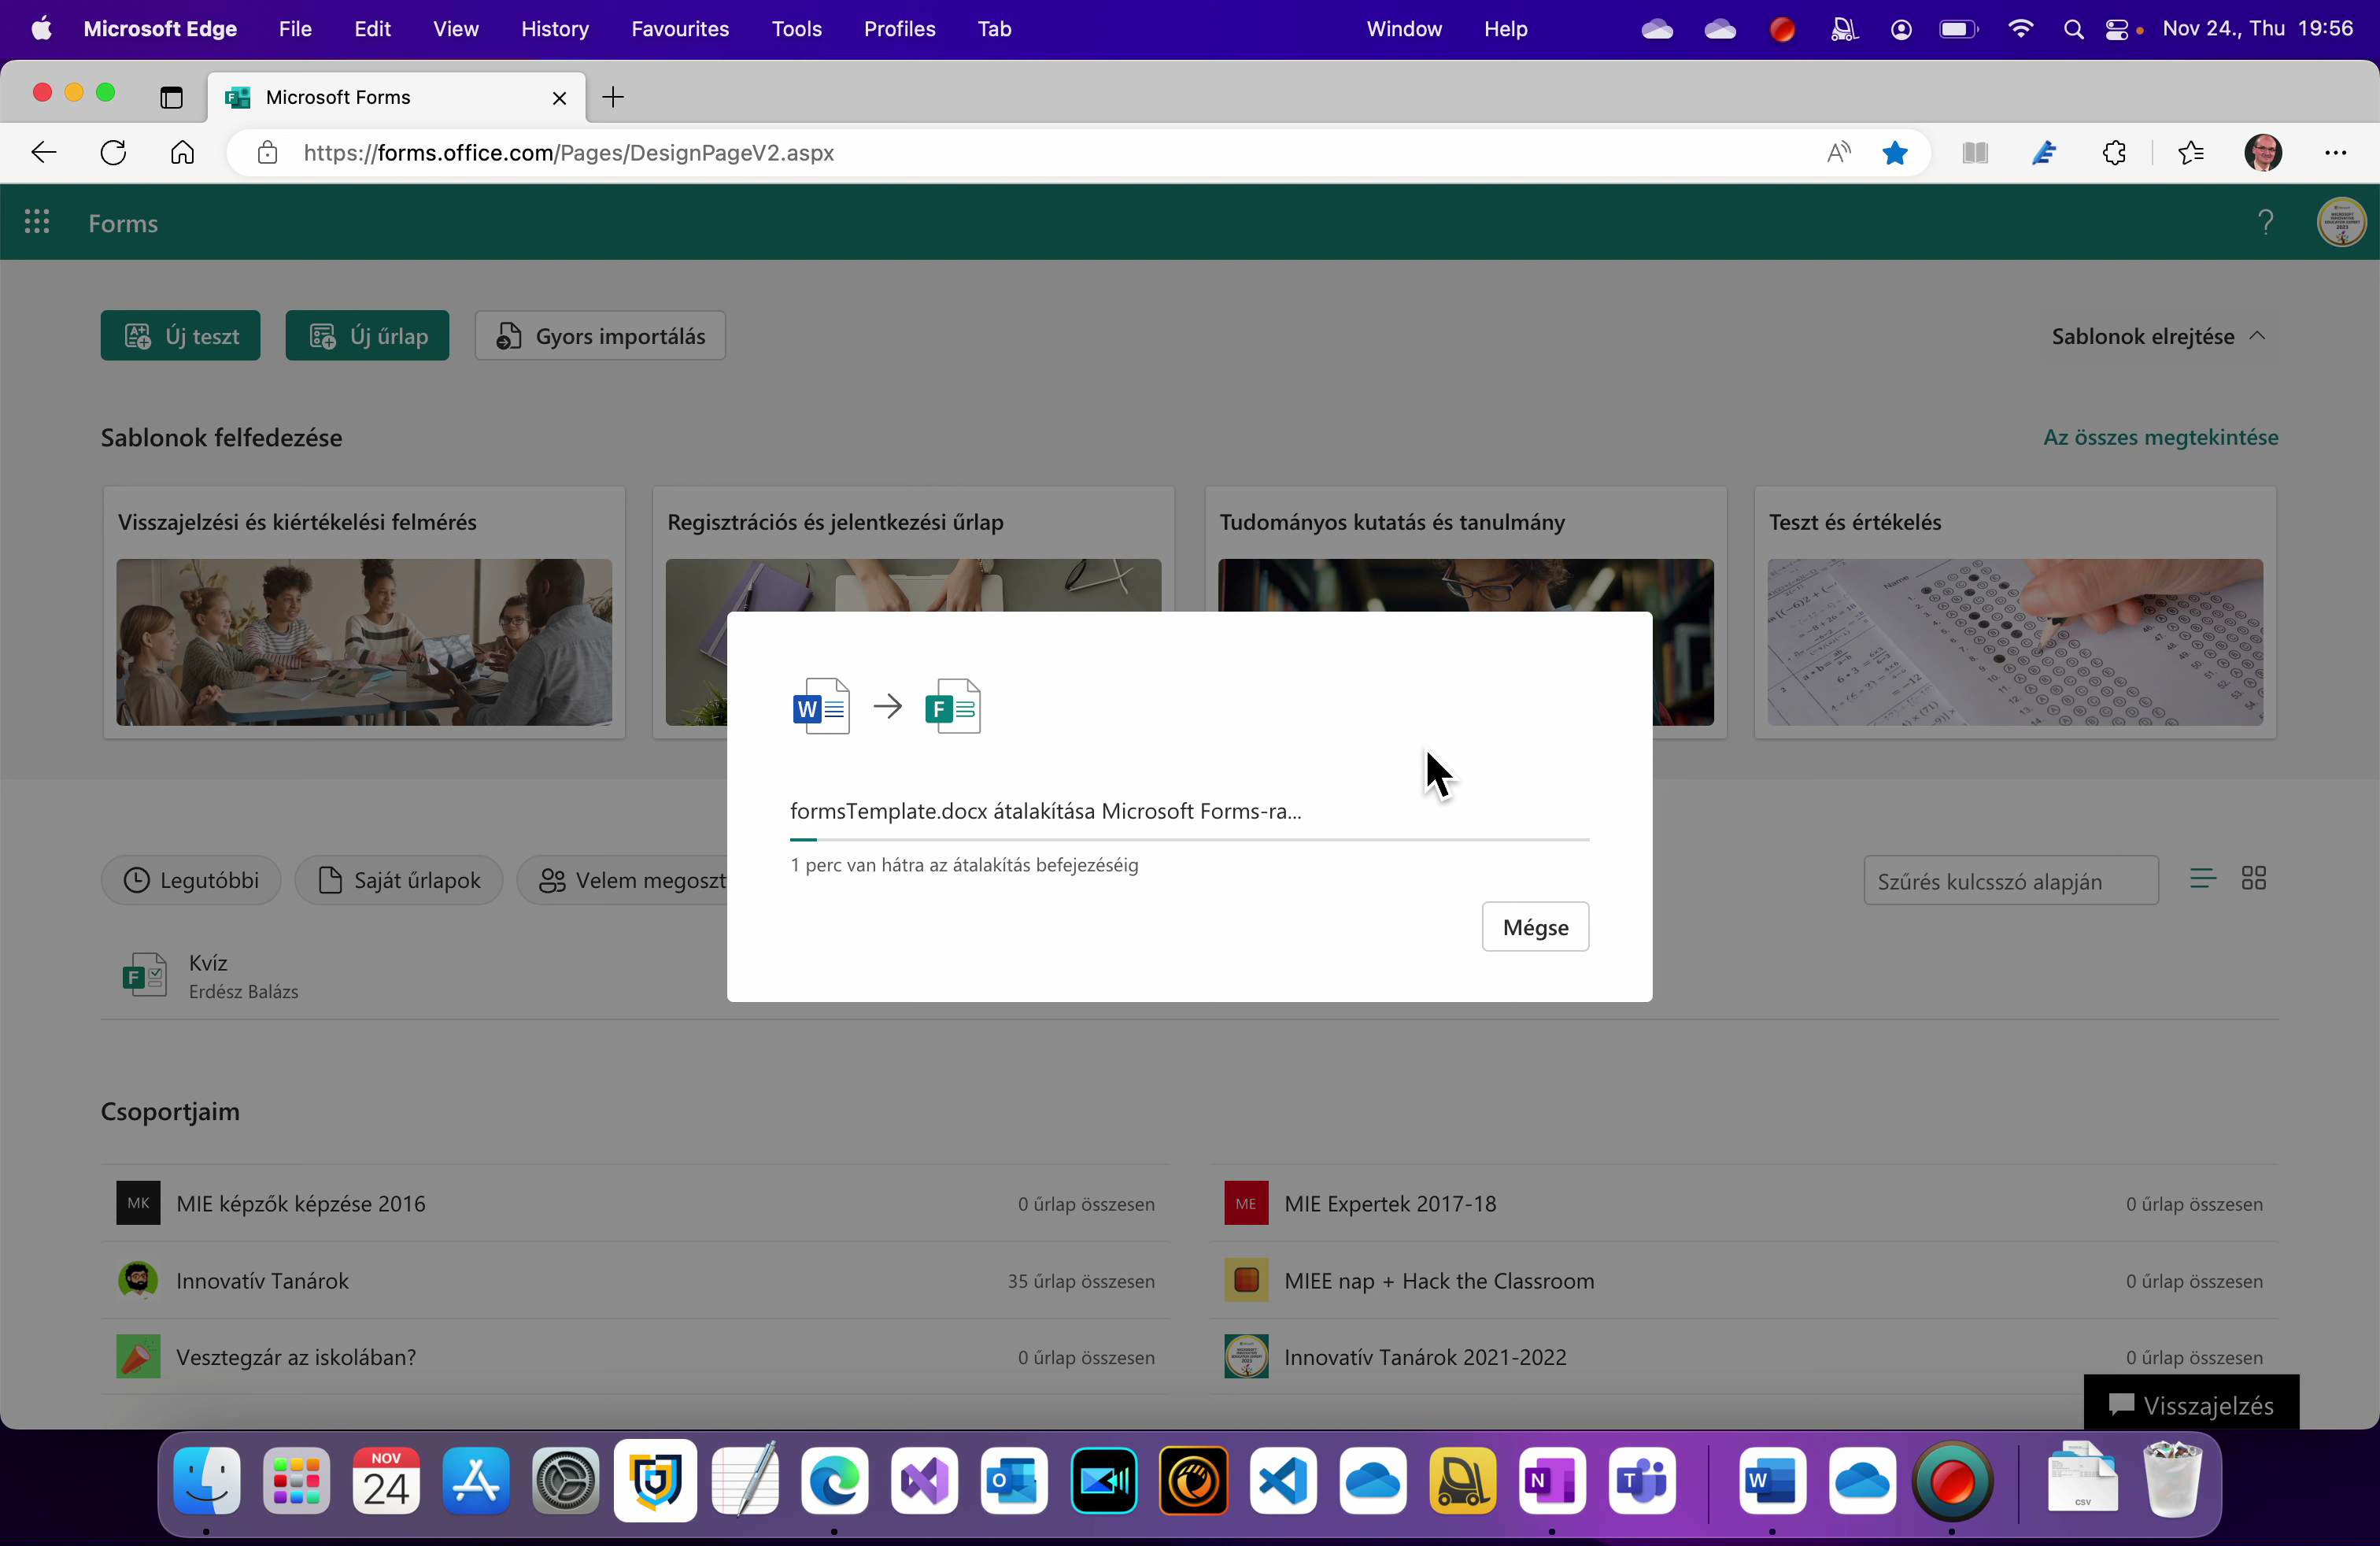 Microsoft Edge File Edit View History Favourites Tools Profiles Tab Window Help Nov 24., Thu 19:56
Microsoft Forms
https://forms.office.com/Pages/DesignPageV2.aspx
Forms
Új teszt Új űrlap Gyors importálás Sablonok elrejtése
Sablonok felfedezése Az összes megtekintése
Visszajelzési és kiértékelési felmérés Regisztrációs és jelentkezési űrlap Tudományos kutatás és tanulmány Teszt és értékelés
W F
formsTemplate.docx átalakítása Microsoft Forms-ra...
1 perc van hátra az átalakítás befejezéséig
Mégse
Legutóbbi Saját űrlapok Velem megoszt Szűrés kulcsszó alapján
F Kvíz
Erdész Balázs
Csoportjaim
MK MIE képzők képzése 2016 0 űrlap összesen ME MIE Expertek 2017-18 0 űrlap összesen
Innovatív Tanárok 35 űrlap összesen MIEE nap + Hack the Classroom 0 űrlap összesen
Vesztegzár az iskolában? 0 űrlap összesen Innovatív Tanárok 2021-2022 0 űrlap összesen
Visszajelzés
NOV
24
CSV